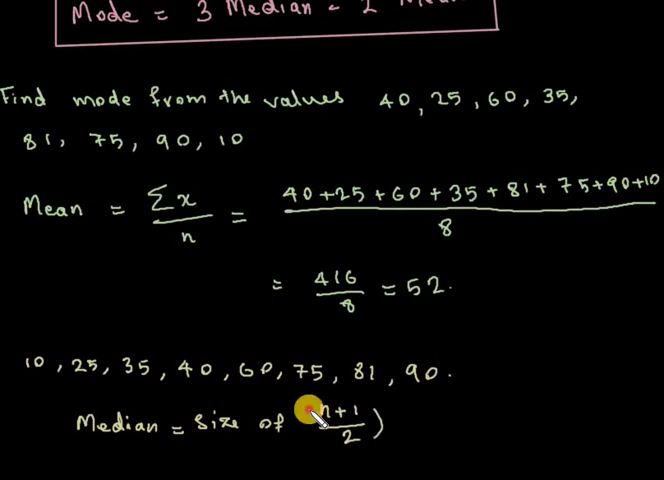 Mode = 3 Median = 2 Mean
Find mode from the values 40, 25, 60, 35,
81, 75, 90, 10
Mean = Σx / n = 40+25+60+35+81+75+90+10 / 8
= 416 / 8 = 52.
10, 25, 35, 40, 60, 75, 81, 90.
Median = Size of n+1 / 2)